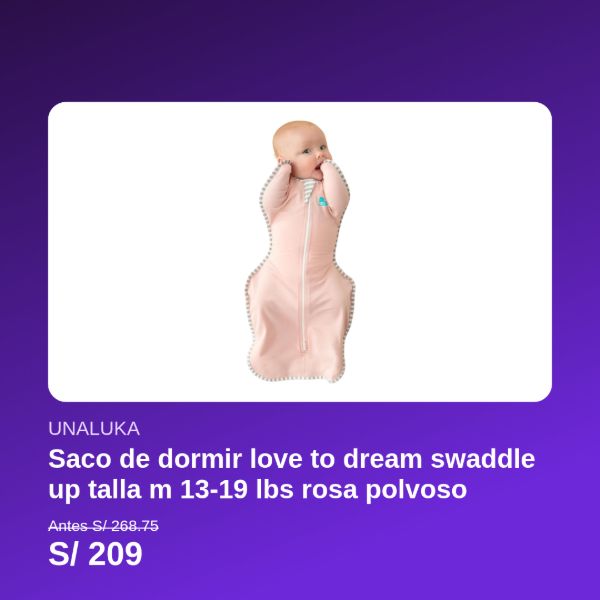 UNALUKA
Saco de dormir love to dream swaddle
up talla m 13-19 lbs rosa polvoso
Antes S/ 268.75
S/ 209